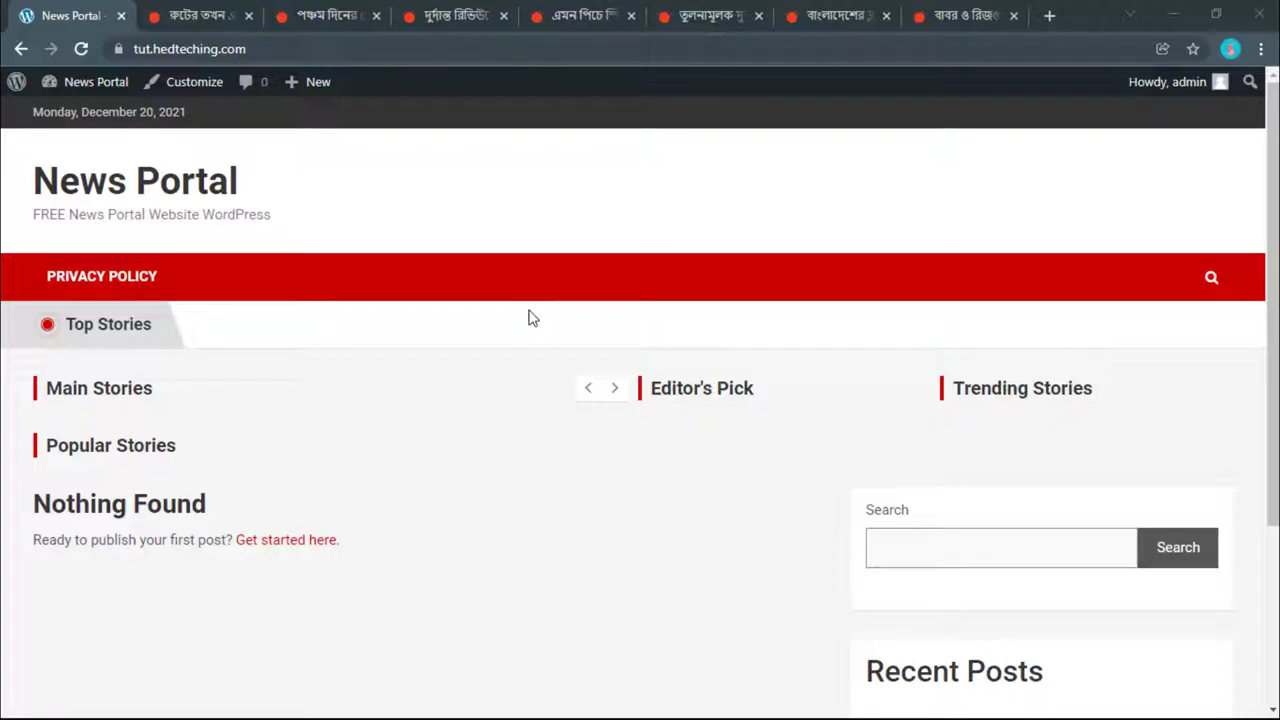 News Portal -
রুটের তখন
পঞ্চম দিনের
দুর্দান্ত রিভিউ
এমন পিচে
তুলনামূলক
বাংলাদেশের
বাবর ও
tut.hedteching.com
News Portal
Customize
0
New
Howdy, admin
Monday, December 20, 2021
News Portal
FREE News Portal Website WordPress
PRIVACY POLICY
Top Stories
Main Stories
Editor's Pick
Trending Stories
Popular Stories
Nothing Found
Ready to publish your first post? Get started here.
Search
Search
Recent Posts